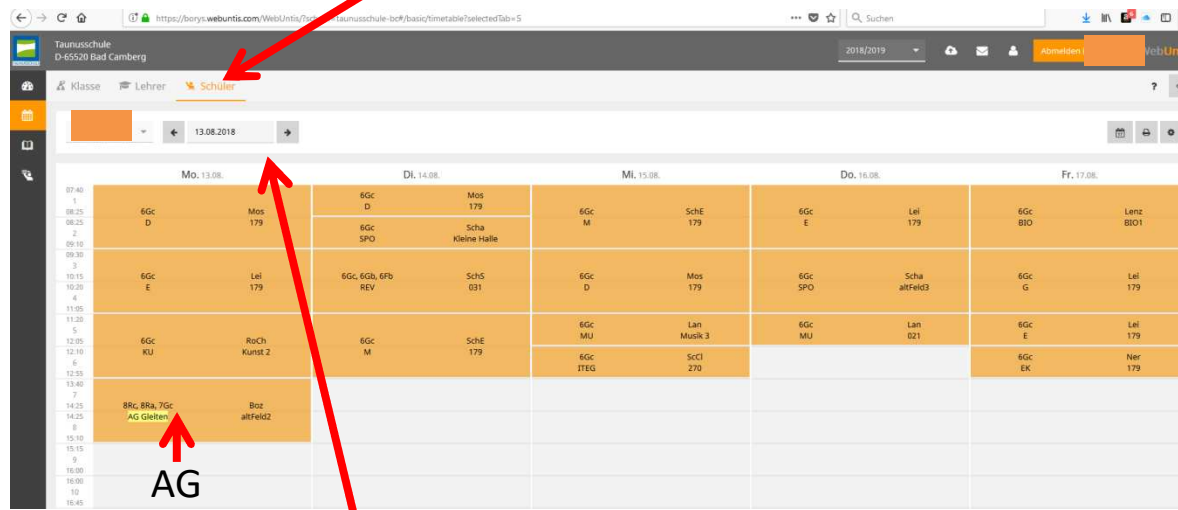 https://borys.webuntis.com/WebUntis/?sc taunusschule-bc#/basic/timetable?selectedTab=S
Suchen
Taunusschule
D-65520 Bad Camberg
2018/2019
Abmelden
WebUn
Klasse Lehrer Schüler
?
13.08.2018
Mo. 13.08. Di. 14.08. Mi. 15.08. Do. 16.08. Fr. 17.08.
07:40
1
08:25
08:25
2
09:10
6Gc Mos
D 179
6Gc Mos
D 179
6Gc Scha
SPO Kleine Halle
6Gc SchE
M 179
6Gc Lei
E 179
6Gc Lenz
BIO BIO1
09:30
3
10:15
10:20
4
11:05
6Gc Lei
E 179
6Gc, 6Gb, 6Fb SchS
REV 031
6Gc Mos
D 179
6Gc Scha
SPO altFeld3
6Gc Lei
G 179
11:20
5
12:05
12:10
6
12:55
6Gc RoCh
KU Kunst 2
6Gc SchE
M 179
6Gc Lan
MU Musik 3
6Gc ScCl
ITEG 270
6Gc Lan
MU 021
6Gc Lei
E 179
6Gc Ner
EK 179
13:40
7
14:25
14:25
8
15:10
8Rc, 8Ra, 7Gc Boz
AG Gleiten altFeld2
15:15
9
16:00
16:00
10
16:45
AG